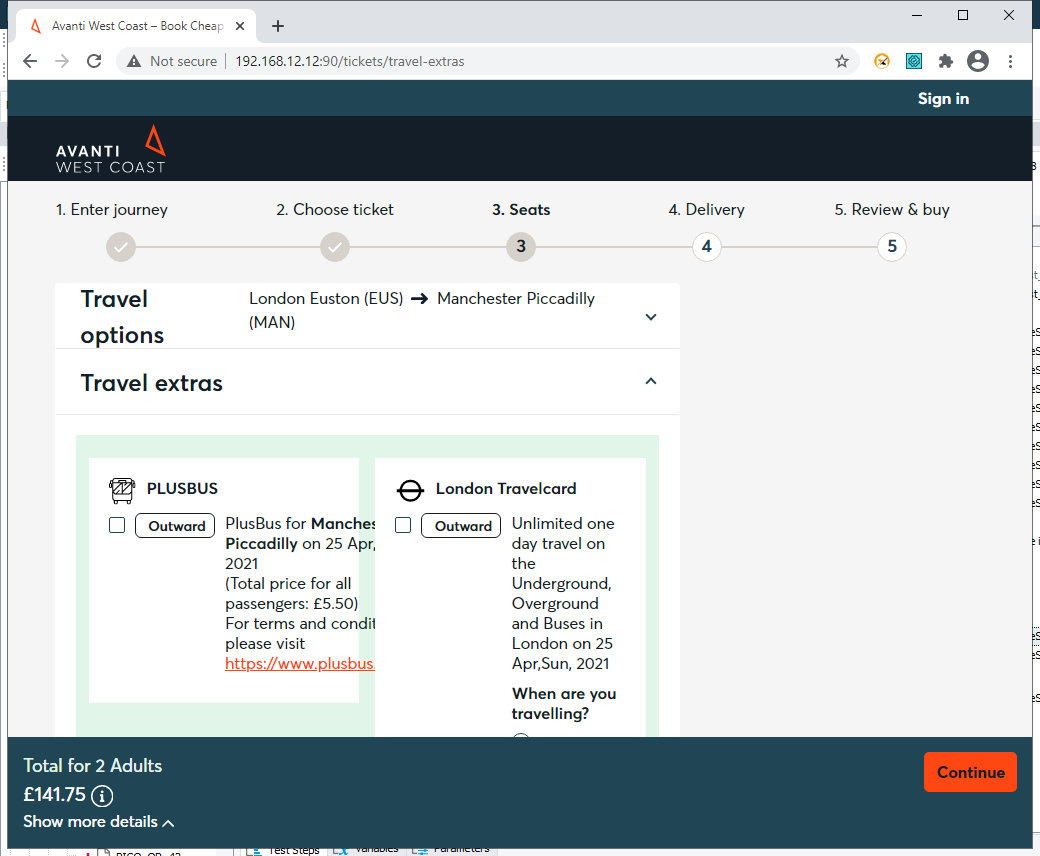 Avanti West Coast – Book Cheap
Not secure
192.168.12.12:90/tickets/travel-extras
Sign in
AVANTI
WEST COAST
1. Enter journey
2. Choose ticket
3. Seats
4. Delivery
5. Review & buy
3
4
5
Travel
options
London Euston (EUS) → Manchester Piccadilly
(MAN)
Travel extras
PLUSBUS
Outward
PlusBus for Manches
Piccadilly on 25 Apr,
2021
(Total price for all
passengers: £5.50)
For terms and condit
please visit
https://www.plusbus.
London Travelcard
Outward
Unlimited one
day travel on
the
Underground,
Overground
and Buses in
London on 25
Apr,Sun, 2021
When are you
travelling?
Total for 2 Adults
£141.75
Show more details
Continue
Test Steps
Variables
Parameters